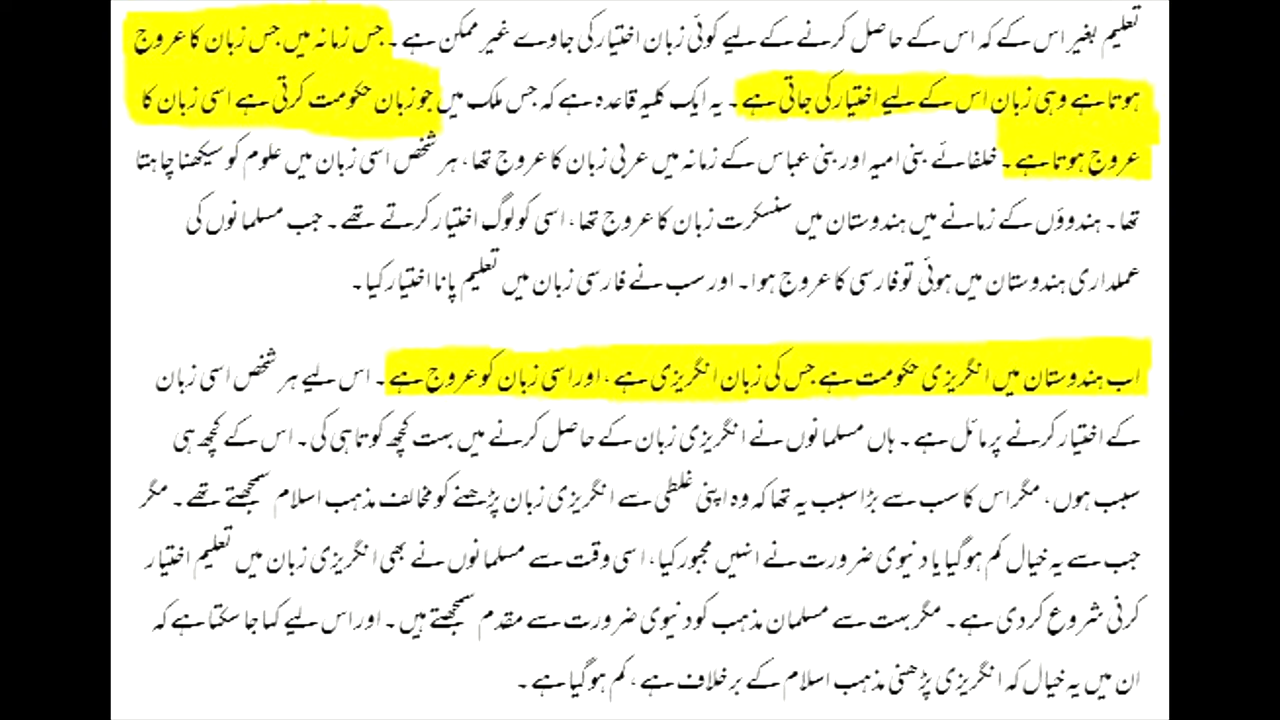 تعلیم بغیر اس کے کہ اس کے حاصل کرنے کے لیے کوئی زبان اختیار کی جاوے غیر ممکن ہے ۔ جس زمانہ میں جس زبان کا عروج
ہوتا ہے وہی زبان اس کے لیے اختیار کی جاتی ہے ۔ یہ ایک کلیہ قاعدہ ہے کہ جس ملک میں جو زبان حکومت کرتی ہے اسی زبان کا
عروج ہوتا ہے ۔ خلفائے بنی امیہ اور بنی عباس کے زمانہ میں عربی زبان کا عروج تھا، ہر شخص اسی زبان میں علوم کو سیکھنا چاہتا
تھا ۔ ہندوؤں کے زمانے میں ہندوستان میں سنسکرت زبان کا عروج تھا، اسی کو لوگ اختیار کرتے تھے ۔ جب مسلمانوں کی
عملداری ہندوستان میں ہوئی تو فارسی کا عروج ہوا ۔ اور سب نے فارسی زبان میں تعلیم پانا اختیار کیا ۔
اب ہندوستان میں انگریزی حکومت ہے جس کی زبان انگریزی ہے ، اور اسی زبان کو عروج ہے ۔ اس لیے ہر شخص اسی زبان
کے اختیار کرنے پر مائل ہے ۔ ہاں مسلمانوں نے انگریزی زبان کے حاصل کرنے میں بہت کچھ کوتاہی کی ۔ اس کے کچھ ہی
سبب ہوں ، مگر اس کا سب سے بڑا سبب یہ تھا کہ وہ اپنی غلطی سے انگریزی زبان پڑھنے کو مخالف مذہب اسلام سمجھتے تھے ۔ مگر
جب سے یہ خیال کم ہو گیا یا دنیوی ضرورت نے انہیں مجبور کیا، اسی وقت سے مسلمانوں نے بھی انگریزی زبان میں تعلیم اختیار
کرنی شروع کر دی ہے ۔ مگر بہت سے مسلمان مذہب کو دنیوی ضرورت سے مقدم سمجھتے ہیں ۔ اور اس لیے کہا جا سکتا ہے کہ
ان میں یہ خیال کہ انگریزی پڑھنی مذہب اسلام کے برخلاف ہے ، کم ہو گیا ہے ۔